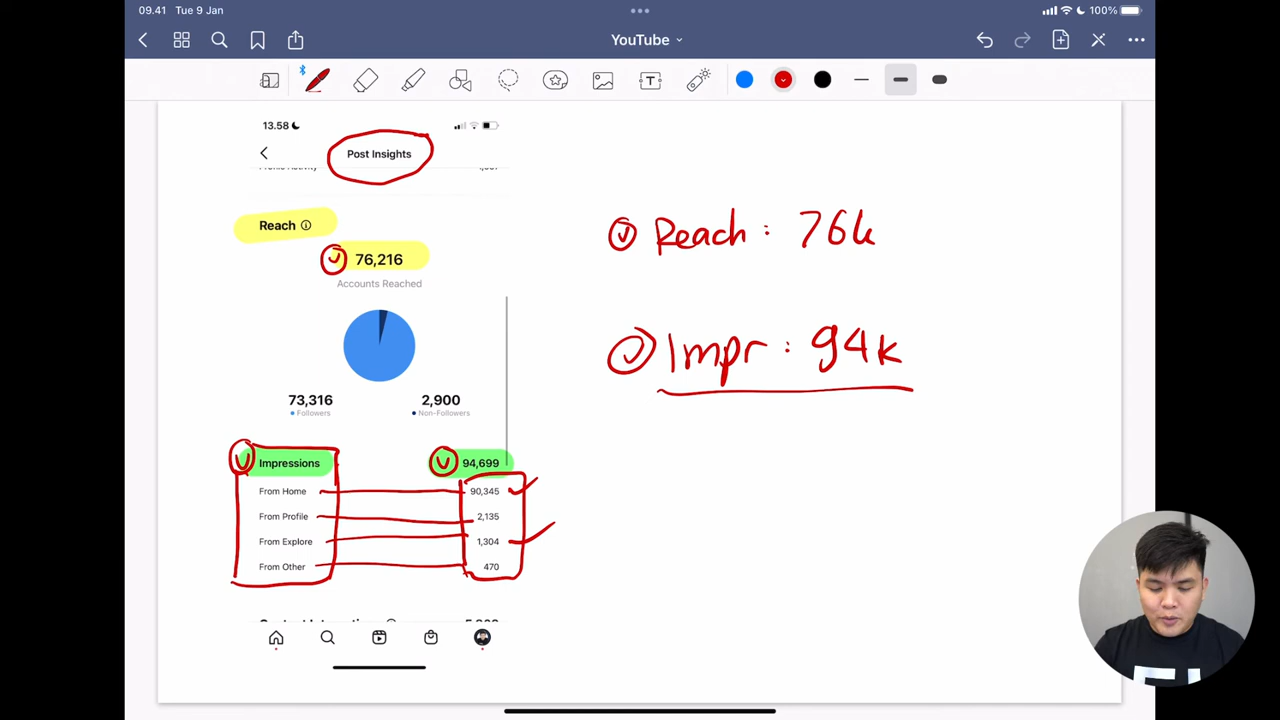 09.41 Tue 9 Jan
100%
YouTube
T
13.58
Post Insights
Reach
76,216
Accounts Reached
73,316
2,900
Followers
Non-Followers
Impressions
94,699
From Home
90,345
From Profile
2,135
From Explore
1,304
From Other
470
Reach : 76k
Impr : 94k